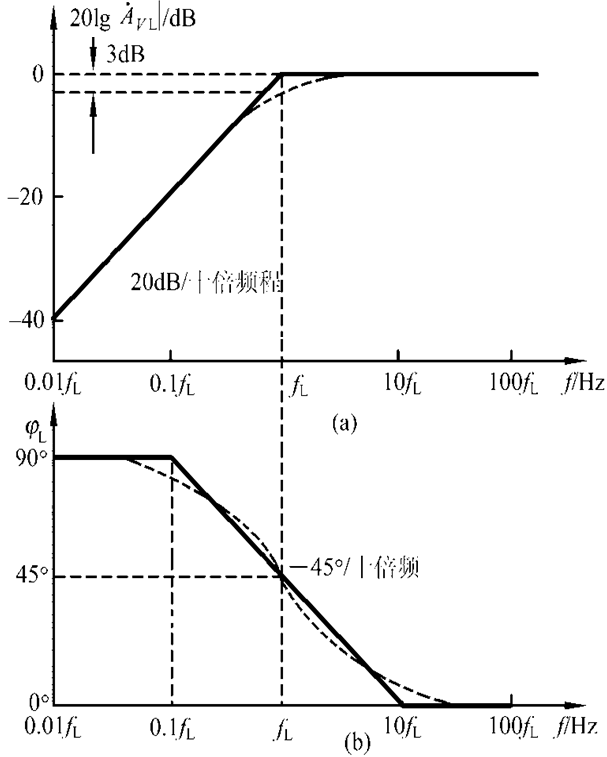 20lg Ȧ_VL|/dB
3dB
0
−20
20dB/十倍频程
−40
0.01f_L 0.1f_L f_L 10f_L 100f_L f/Hz
(a)
φ_L
90°
−45°/十倍频
45°
0°
0.01f_L 0.1f_L f_L 10f_L 100f_L f/Hz
(b)